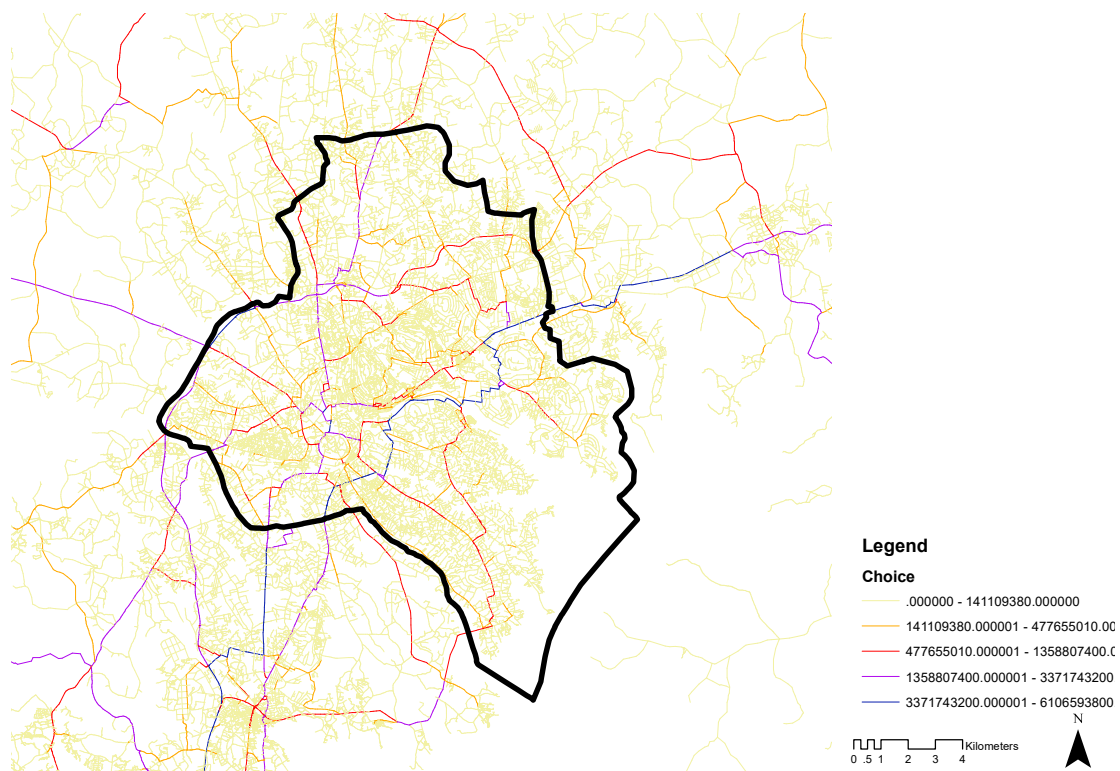 Legend
Choice
.000000 - 141109380.000000
141109380.000001 - 477655010.00
477655010.000001 - 1358807400.0
1358807400.000001 - 3371743200
3371743200.000001 - 6106593800
N
Kilometers
0 .5 1 2 3 4